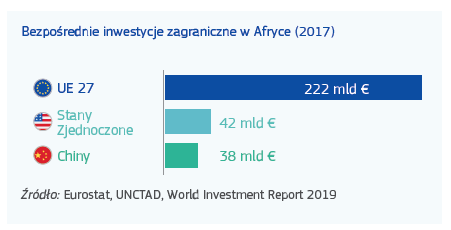 Bezpośrednie inwestycje zagraniczne w Afryce (2017)
UE 27
222 mld €
Stany
Zjednoczone
42 mld €
Chiny
38 mld €
Źródło: Eurostat, UNCTAD, World Investment Report 2019